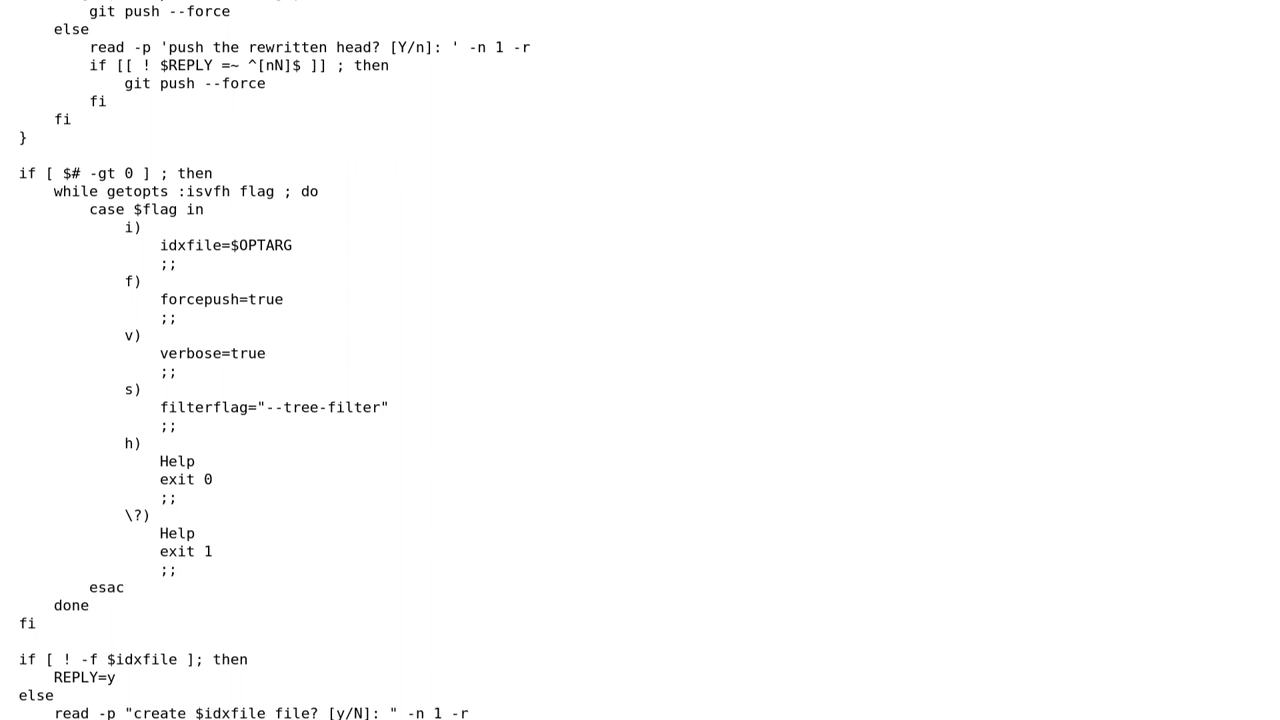 git push --force
else
read -p 'push the rewritten head? [Y/n]: ' -n 1 -r
if [[ ! $REPLY =~ ^[nN]$ ]] ; then
git push --force
fi
fi
}
if [ $# -gt 0 ] ; then
while getopts :isvfh flag ; do
case $flag in
i)
idxfile=$OPTARG
;;
f)
forcepush=true
;;
v)
verbose=true
;;
s)
filterflag="--tree-filter"
;;
h)
Help
exit 0
;;
\?)
Help
exit 1
;;
esac
done
fi
if [ ! -f $idxfile ]; then
REPLY=y
else
read -p "create $idxfile file? [y/N]: " -n 1 -r